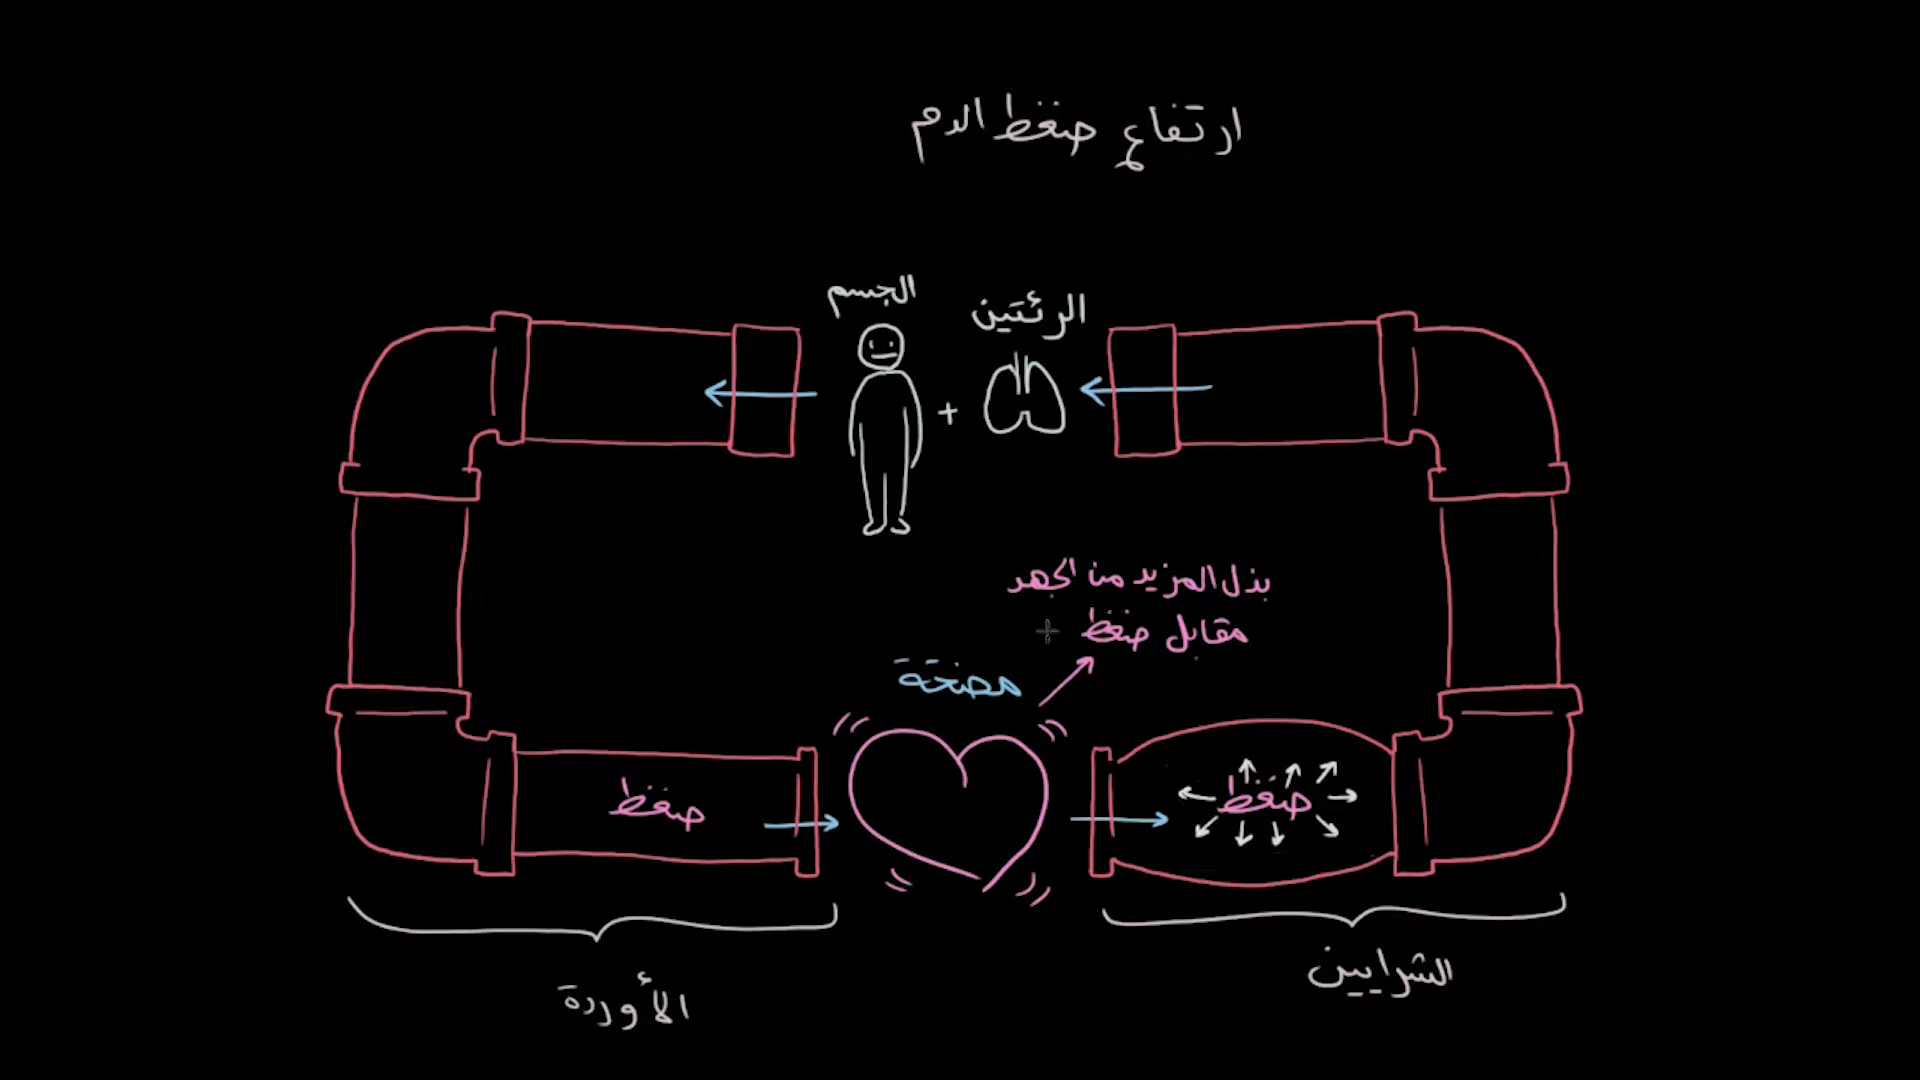 ارتفاع ضغط الدم
الجسم
الرئتين
+
بذل المزيد من الجهد
مقابل ضغط
مضخة
ضغط
ضغط
الشرايين
الأوردة